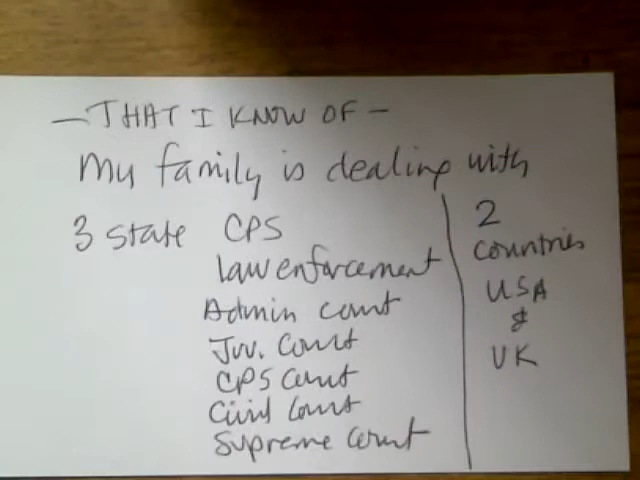 - THAT I KNOW OF -
My family is dealing with
3 state CPS
law enforcement
Admin court
Juv. Court
CPS Court
Civil Court
Supreme Court
2
countries
USA
&
UK